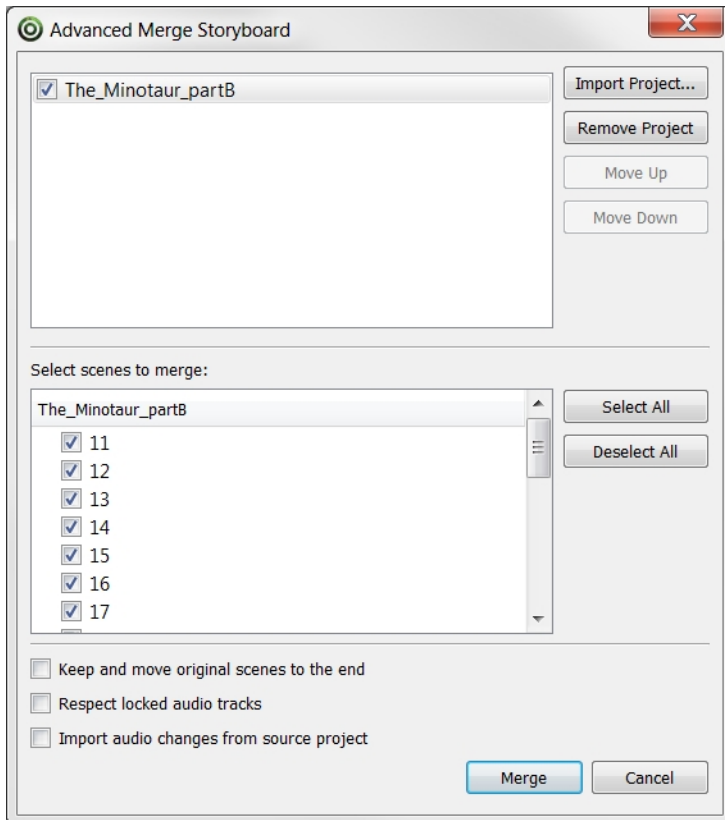 Advanced Merge Storyboard
The_Minotaur_partB
Import Project...
Remove Project
Move Up
Move Down
Select scenes to merge:
The_Minotaur_partB
11
12
13
14
15
16
17
Select All
Deselect All
Keep and move original scenes to the end
Respect locked audio tracks
Import audio changes from source project
Merge
Cancel